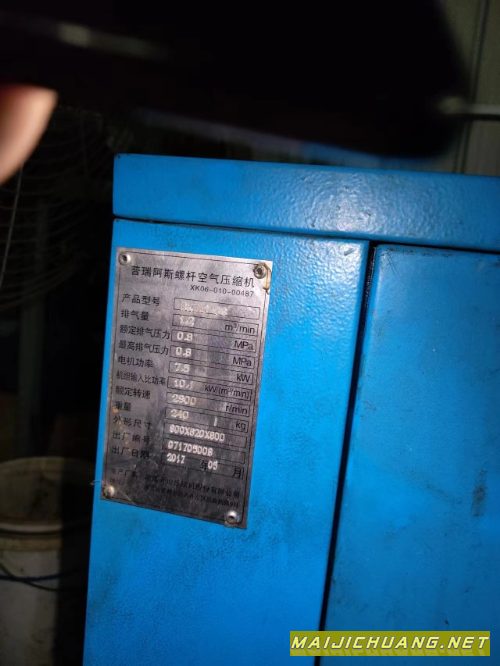 普瑞阿斯螺杆空气压缩机
XK06-010-00487
产品型号
排气量 m³/min
额定排气压力 0.8 MPa
最高排气压力 0.8 MPa
电机功率 7.5 kW
机组输入比功率 10.1 kW/(m³/min)
额定转速 2900 r/min
重量 240 kg
外形尺寸 800X620X800
出厂编号 071705008
出厂日期 2017 年 05 月
MAIJICHUANG.NET